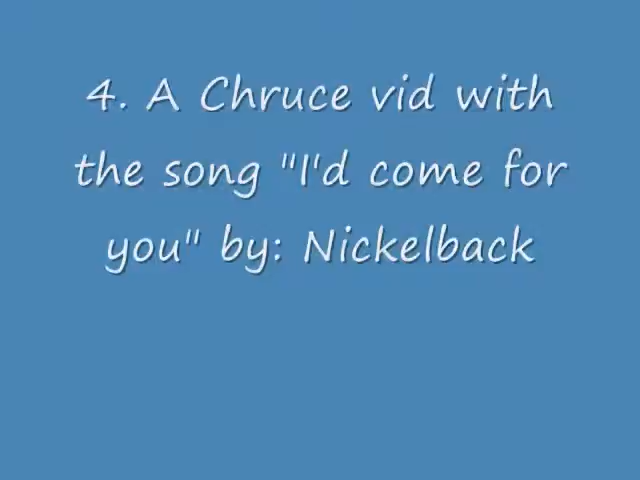 4. A Chruce vid with
the song "I'd come for
you" by: Nickelback